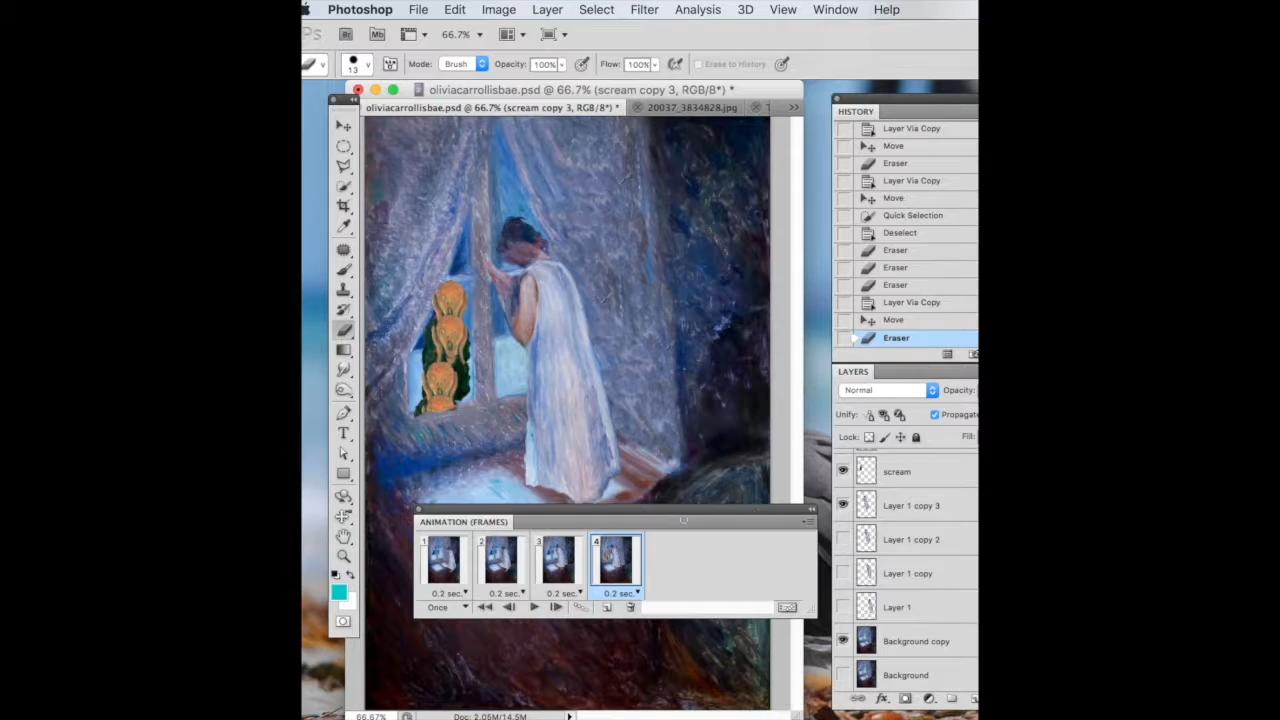 Photoshop File Edit Image Layer Select Filter Analysis 3D View Window Help
Ps Br Mb 66.7%
13 Mode: Brush Opacity: 100% Flow: 100% Erase to History
oliviacarrollisbae.psd @ 66.7% (scream copy 3, RGB/8*) *
oliviacarrollisbae.psd @ 66.7% (scream copy 3, RGB/8*) * 20037_3834828.jpg
HISTORY
Layer Via Copy
Move
Eraser
Layer Via Copy
Move
Quick Selection
Deselect
Eraser
Eraser
Eraser
Layer Via Copy
Move
Eraser
LAYERS
Normal Opacity:
Unify: Propagate
Lock: Fill:
scream
Layer 1 copy 3
Layer 1 copy 2
Layer 1 copy
Layer 1
Background copy
Background
ANIMATION (FRAMES)
1 2 3 4
0.2 sec. 0.2 sec. 0.2 sec. 0.2 sec.
Once
66.67% Doc: 2.05M/14.5M